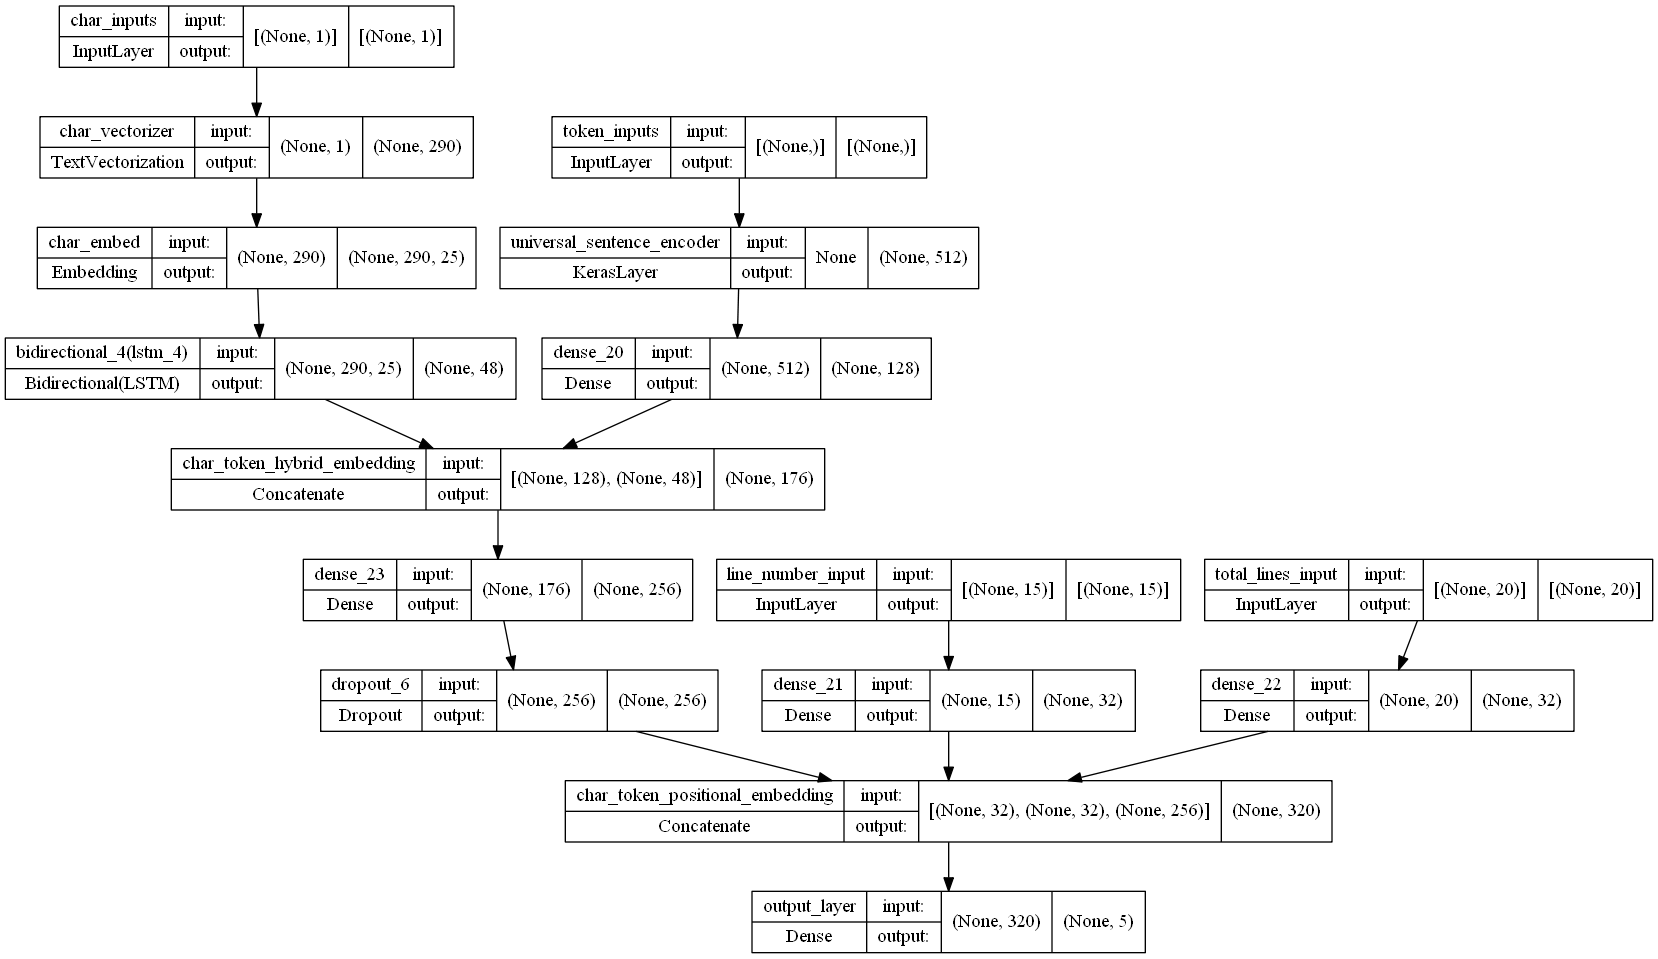 char_inputs input: [(None, 1)] [(None, 1)]
InputLayer output:
char_vectorizer input: (None, 1) (None, 290)
TextVectorization output:
token_inputs input: [(None,)] [(None,)]
InputLayer output:
char_embed input: (None, 290) (None, 290, 25)
Embedding output:
universal_sentence_encoder input: None (None, 512)
KerasLayer output:
bidirectional_4(lstm_4) input: (None, 290, 25) (None, 48)
Bidirectional(LSTM) output:
dense_20 input: (None, 512) (None, 128)
Dense output:
char_token_hybrid_embedding input: [(None, 128), (None, 48)] (None, 176)
Concatenate output:
dense_23 input: (None, 176) (None, 256)
Dense output:
line_number_input input: [(None, 15)] [(None, 15)]
InputLayer output:
total_lines_input input: [(None, 20)] [(None, 20)]
InputLayer output:
dropout_6 input: (None, 256) (None, 256)
Dropout output:
dense_21 input: (None, 15) (None, 32)
Dense output:
dense_22 input: (None, 20) (None, 32)
Dense output:
char_token_positional_embedding input: [(None, 32), (None, 32), (None, 256)] (None, 320)
Concatenate output:
output_layer input: (None, 320) (None, 5)
Dense output: